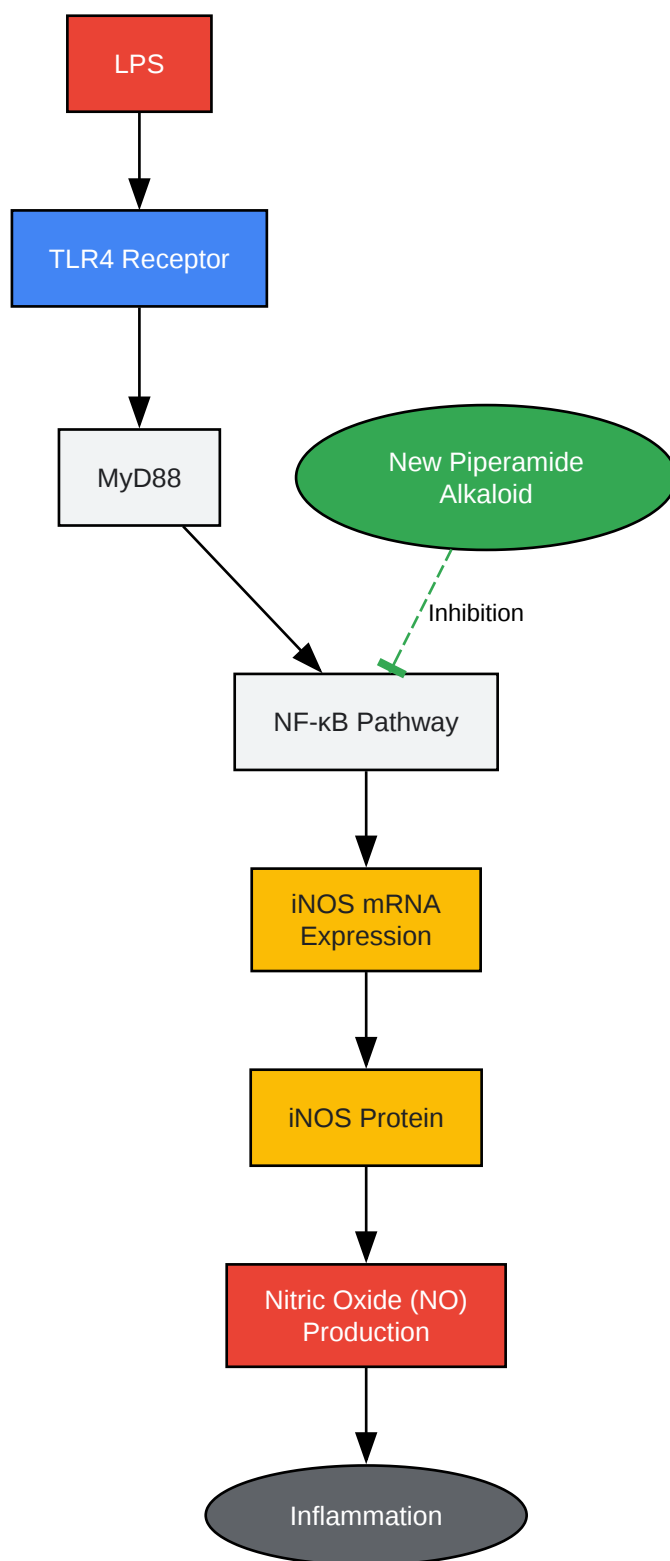 LPS
TLR4 Receptor
MyD88
New Piperamide
Alkaloid
Inhibition
NF-κB Pathway
iNOS mRNA
Expression
iNOS Protein
Nitric Oxide (NO)
Production
Inflammation